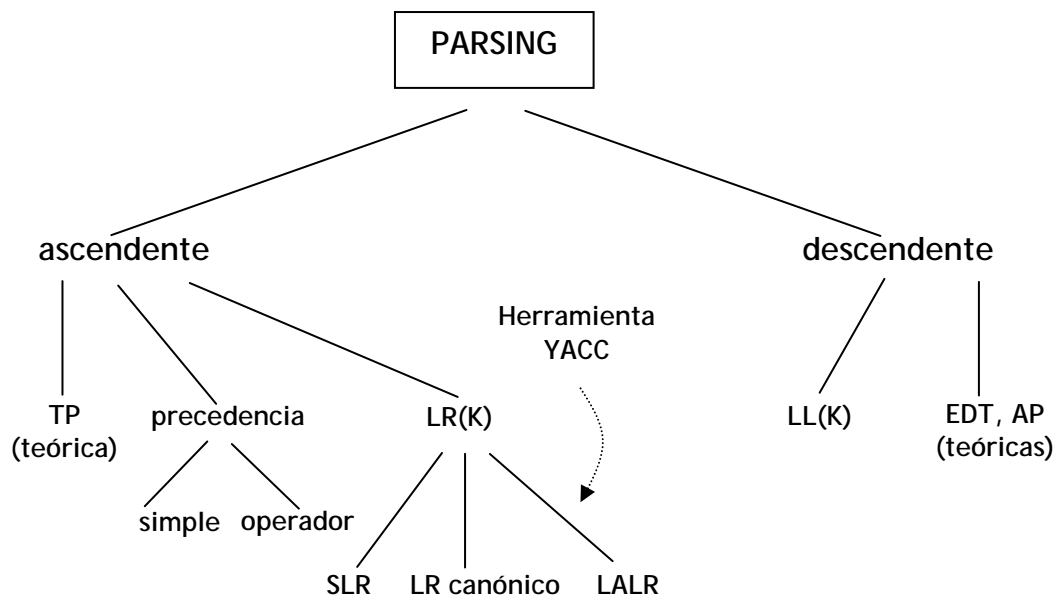 PARSING
ascendente
descendente
Herramienta
YACC
TP
(teórica)
precedencia
LR(K)
LL(K)
EDT, AP
(teóricas)
simple
operador
SLR
LR canónico
LALR